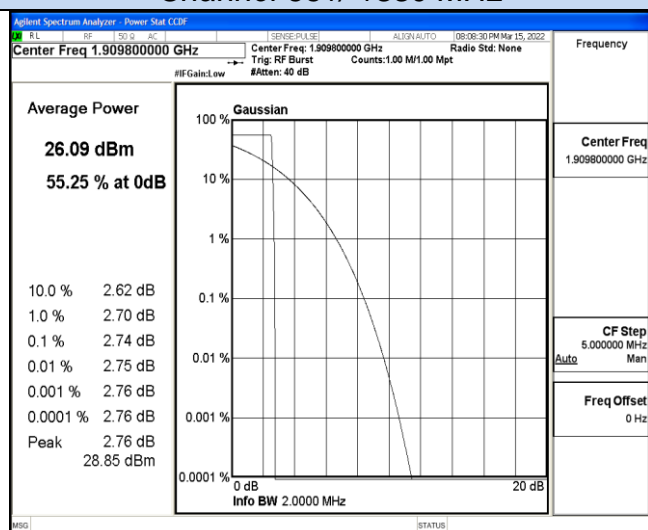 Agilent Spectrum Analyzer - Power Stat CCDF
RL RF 50 Ω AC SENSE:PULSE ALIGN AUTO 08:08:30 PM Mar 15, 2022
Center Freq 1.909800000 GHz
Center Freq: 1.909800000 GHz Radio Std: None
Trig: RF Burst Counts:1.00 M/1.00 Mpt
#IFGain:Low #Atten: 40 dB
Frequency
Average Power
26.09 dBm
55.25 % at 0dB
10.0 % 2.62 dB
1.0 % 2.70 dB
0.1 % 2.74 dB
0.01 % 2.75 dB
0.001 % 2.76 dB
0.0001 % 2.76 dB
Peak 2.76 dB
28.85 dBm
Gaussian
100 %
10 %
1 %
0.1 %
0.01 %
0.001 %
0.0001 %
0 dB 20 dB
Info BW 2.0000 MHz
Center Freq
1.909800000 GHz
CF Step
5.000000 MHz
Auto Man
Freq Offset
0 Hz
MSG STATUS